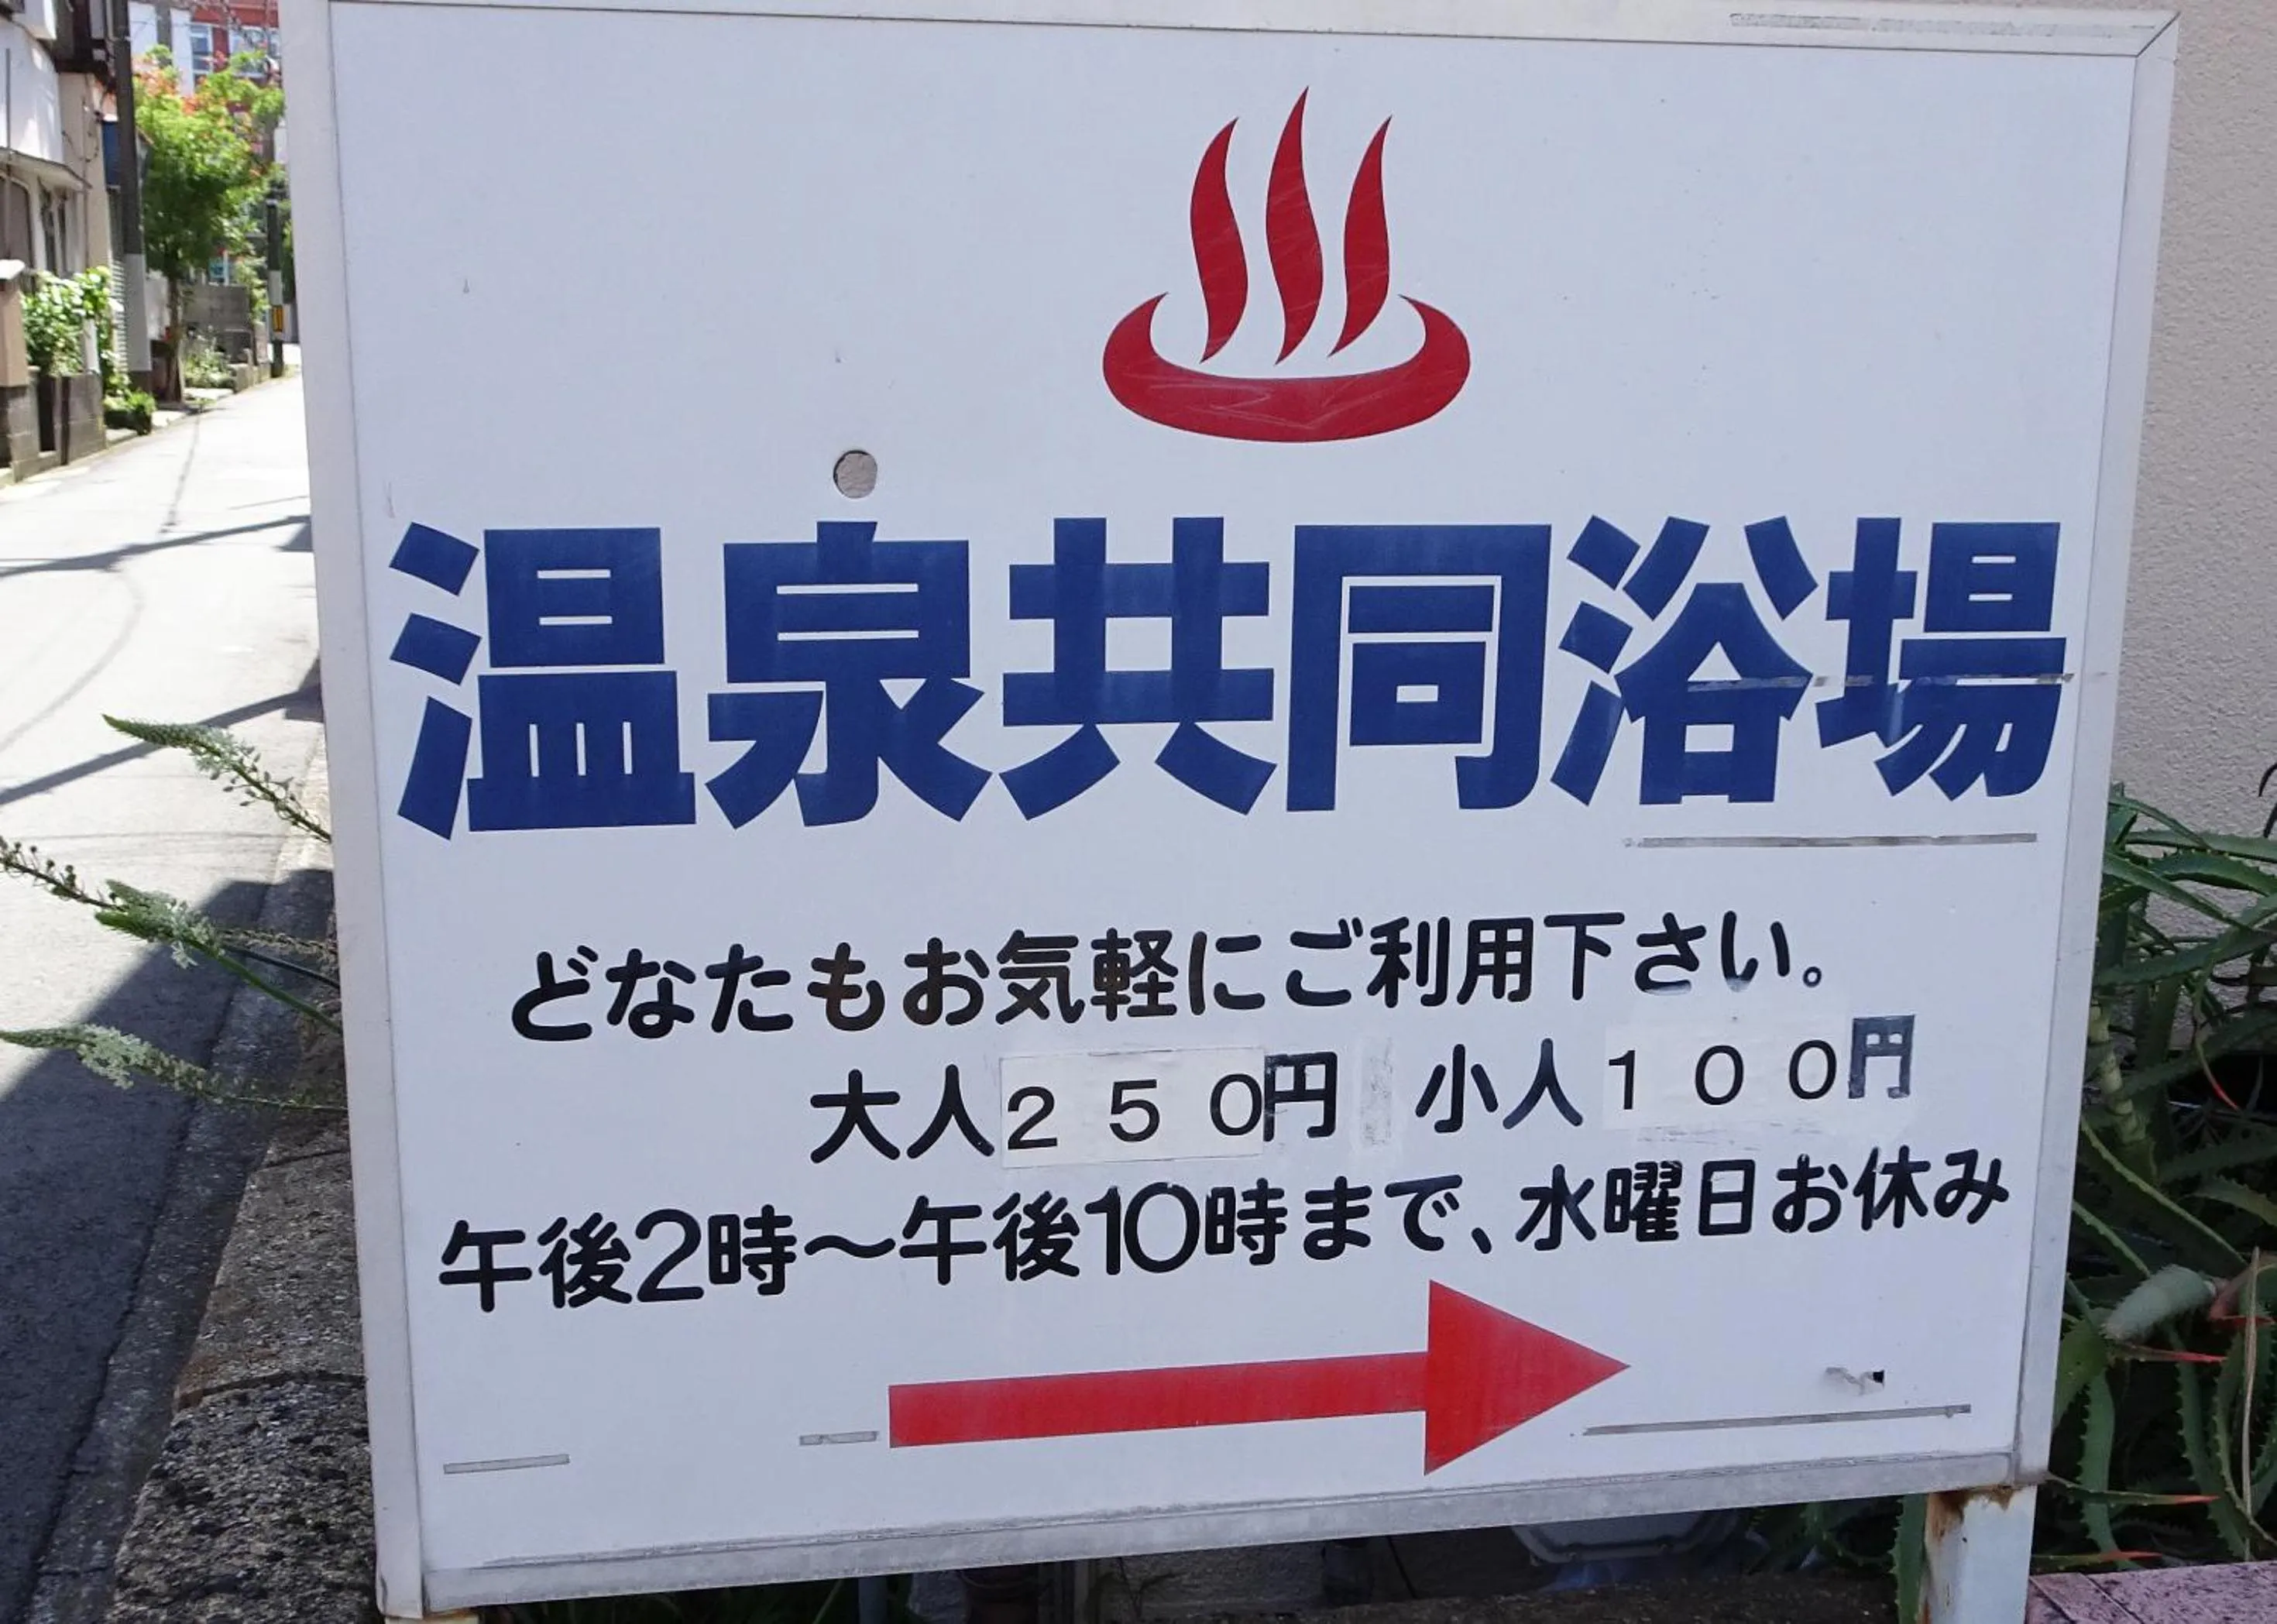 温泉共同浴場
どなたもお気軽にご利用下さい。
大人250円 小人100円
午後2時～午後10時まで、水曜日お休み